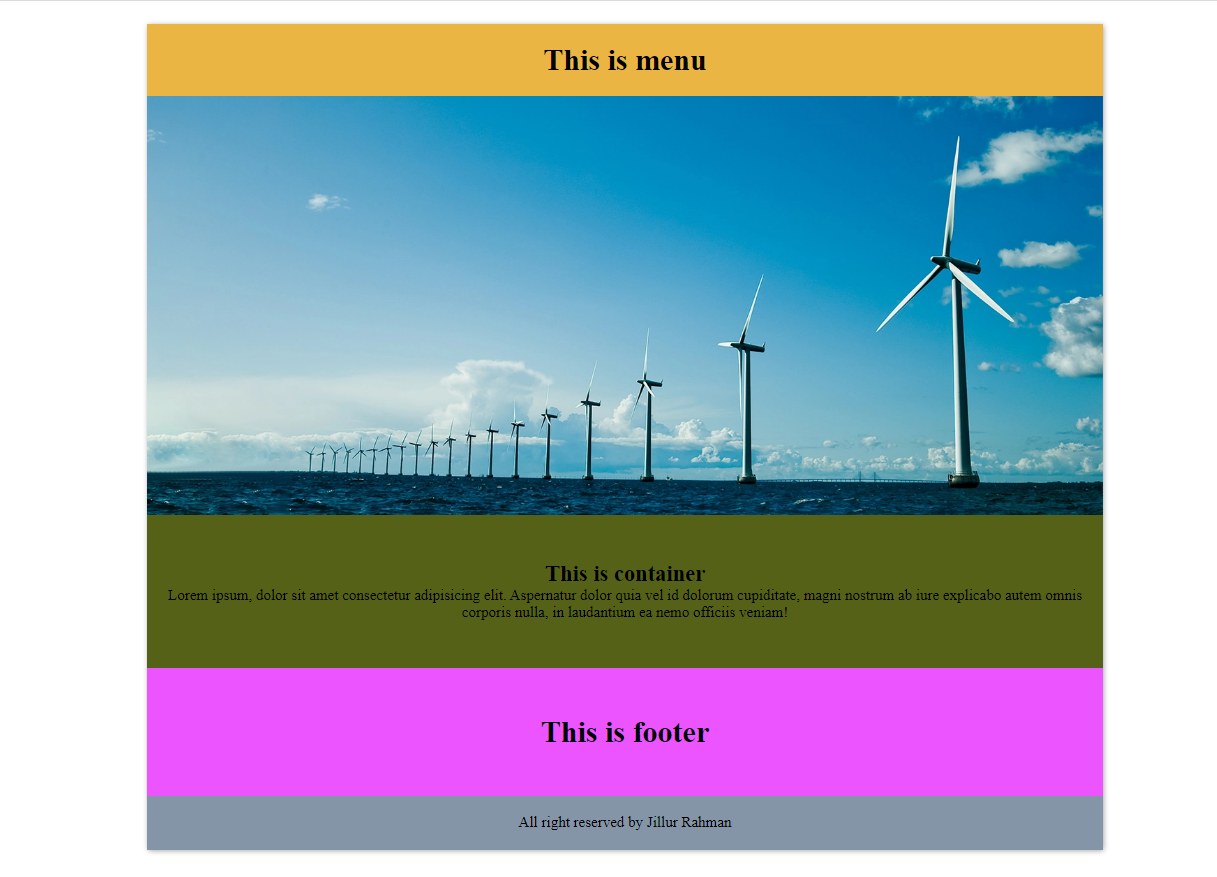 This is menu
This is container
Lorem ipsum, dolor sit amet consectetur adipisicing elit. Aspernatur dolor quia vel id dolorum cupiditate, magni nostrum ab iure explicabo autem omnis
corporis nulla, in laudantium ea nemo officiis veniam!
This is footer
All right reserved by Jillur Rahman